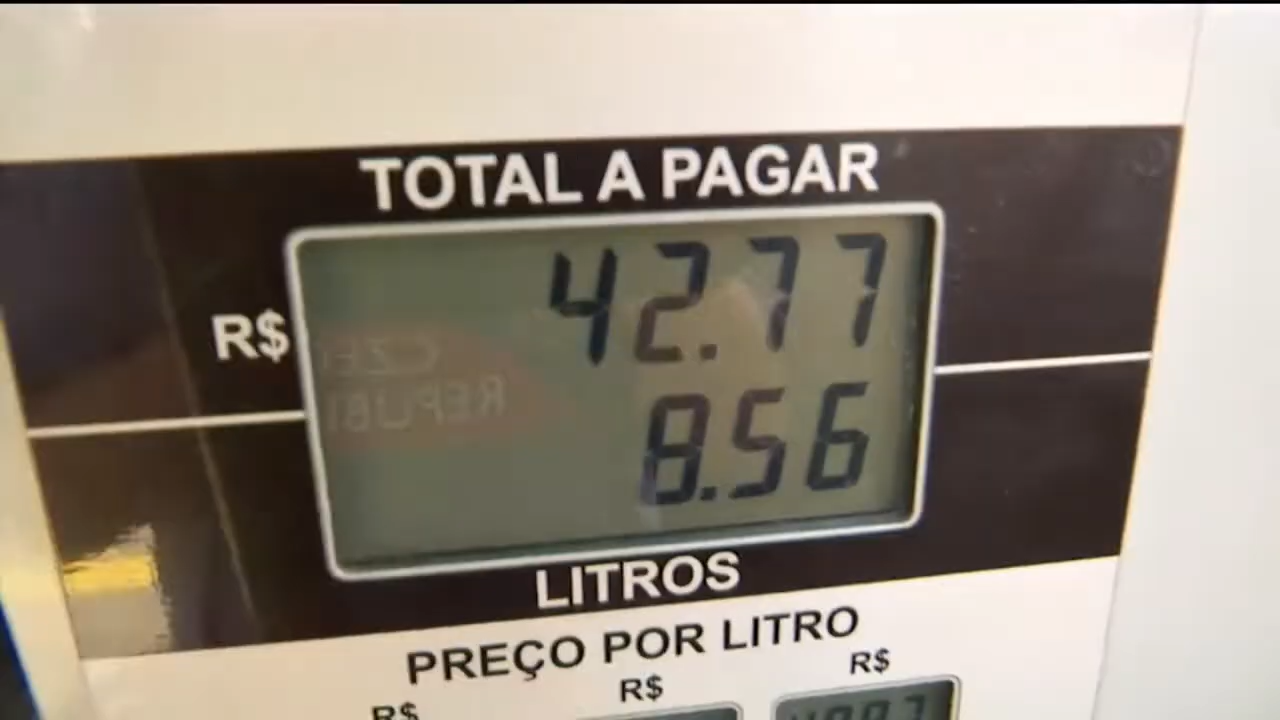 TOTAL A PAGAR
R$ 42.77
8.56
LITROS
PREÇO POR LITRO
R$ R$ R$